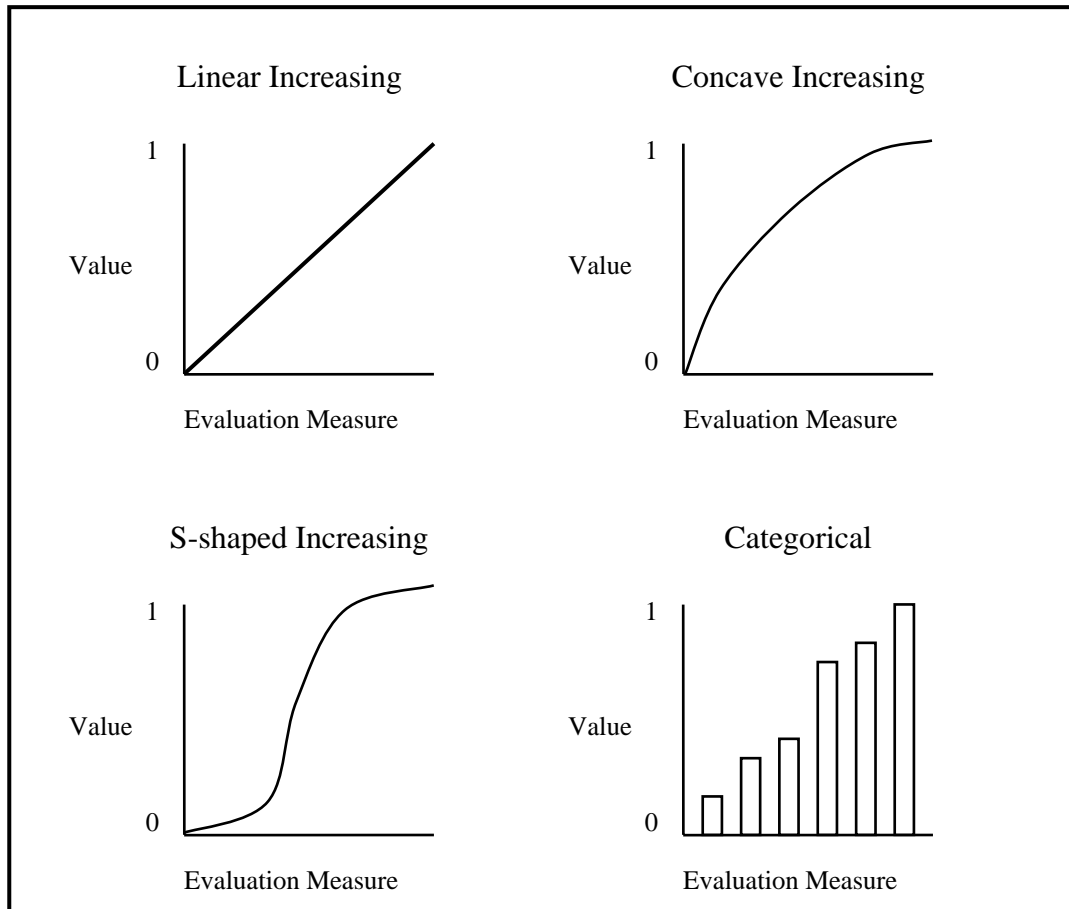 Linear Increasing
1
Value
0
Evaluation Measure
Concave Increasing
1
Value
0
Evaluation Measure
S-shaped Increasing
1
Value
0
Evaluation Measure
Categorical
1
Value
0
Evaluation Measure